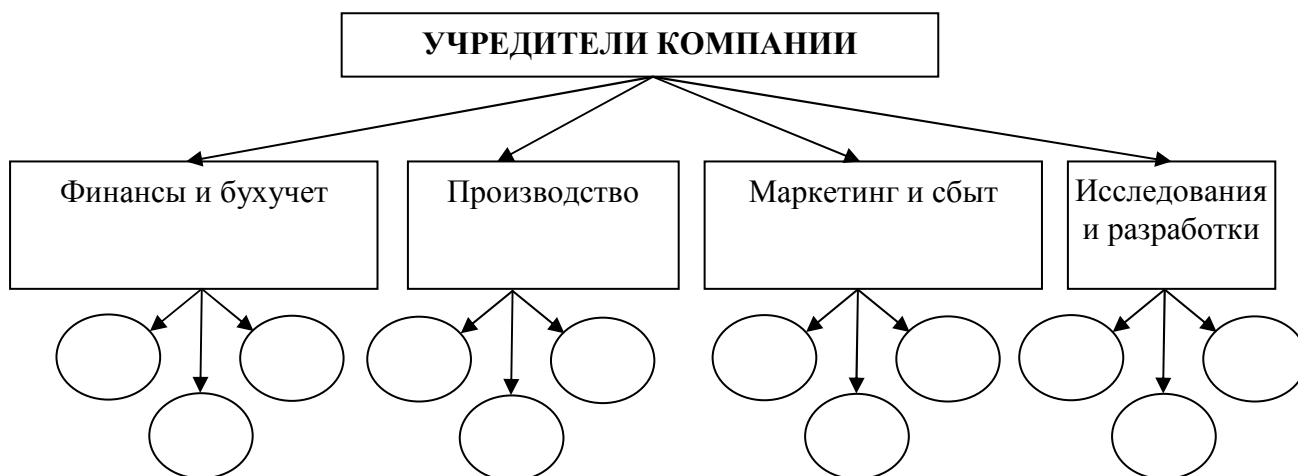 УЧРЕДИТЕЛИ КОМПАНИИ
Финансы и бухучет
Производство
Маркетинг и сбыт
Исследования
и разработки